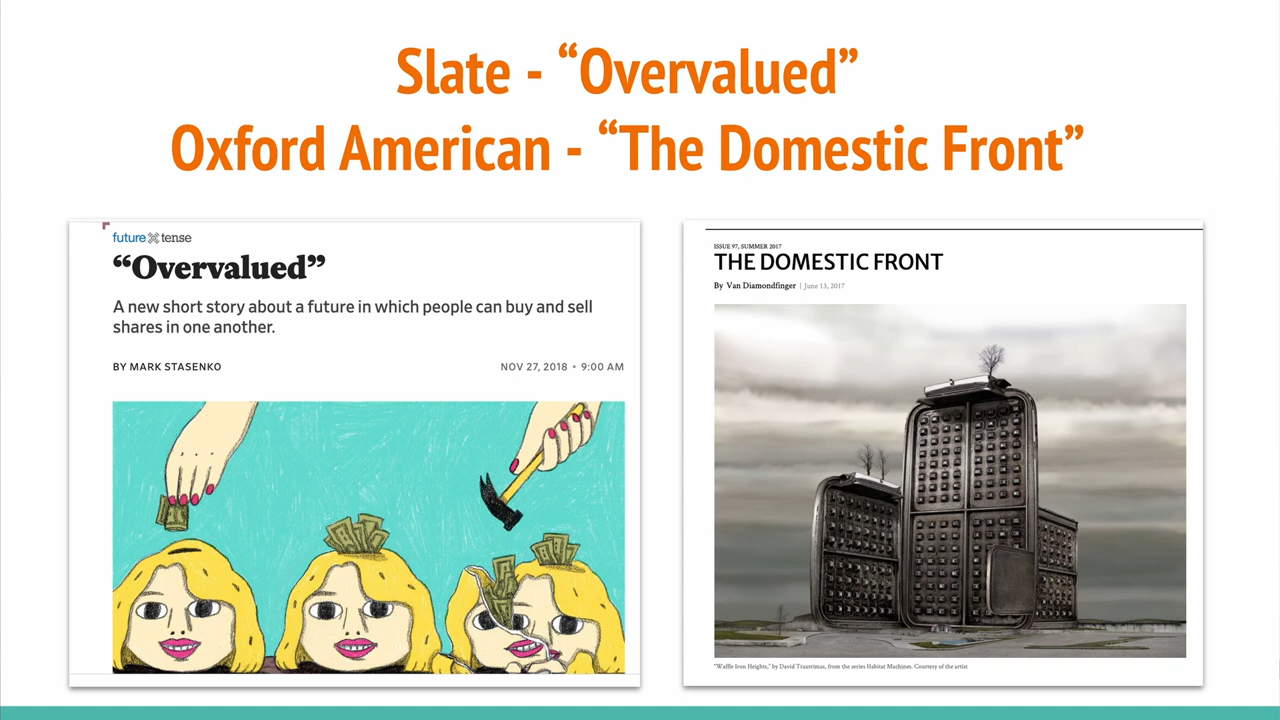 Slate - “Overvalued”
Oxford American - “The Domestic Front”
future tense
“Overvalued”
A new short story about a future in which people can buy and sell
shares in one another.
BY MARK STASENKO
NOV 27, 2018 • 9:00 AM
ISSUE 97, SUMMER 2017
THE DOMESTIC FRONT
By Van Diamondfinger | June 13, 2017
"Waffle Iron Heights," by David Trautrimas, from the series Habitat Machines. Courtesy of the artist